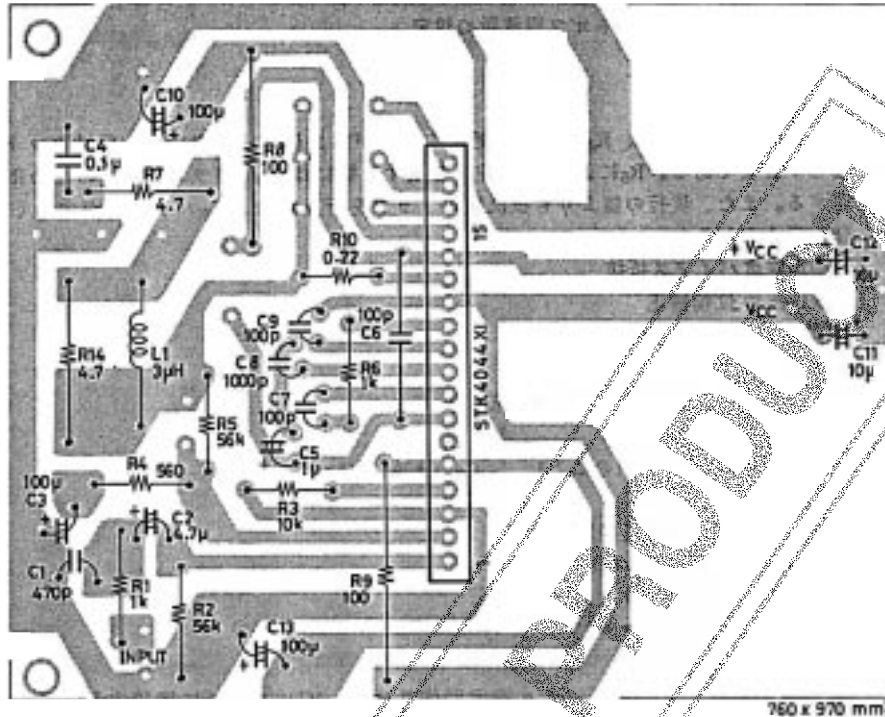 C10
100μ
C4
0.1μ
R7
4.7
R8
100
R10
0.22
15
+ VCC
+
C12
- VCC
C11
10μ
100p
C9
100p
C6
C8
1000p
R6
1k
C7
100p
R14
4.7
L1
3μH
R5
56k
C5
1μ
STK4044XI
R4 560
100μ
C3
+
C2
4.7μ
R3
10k
C1
470p
R1
1k
R2
56k
R9
100
INPUT
C13
100μ
+
760 x 970 mm
PRODUCT